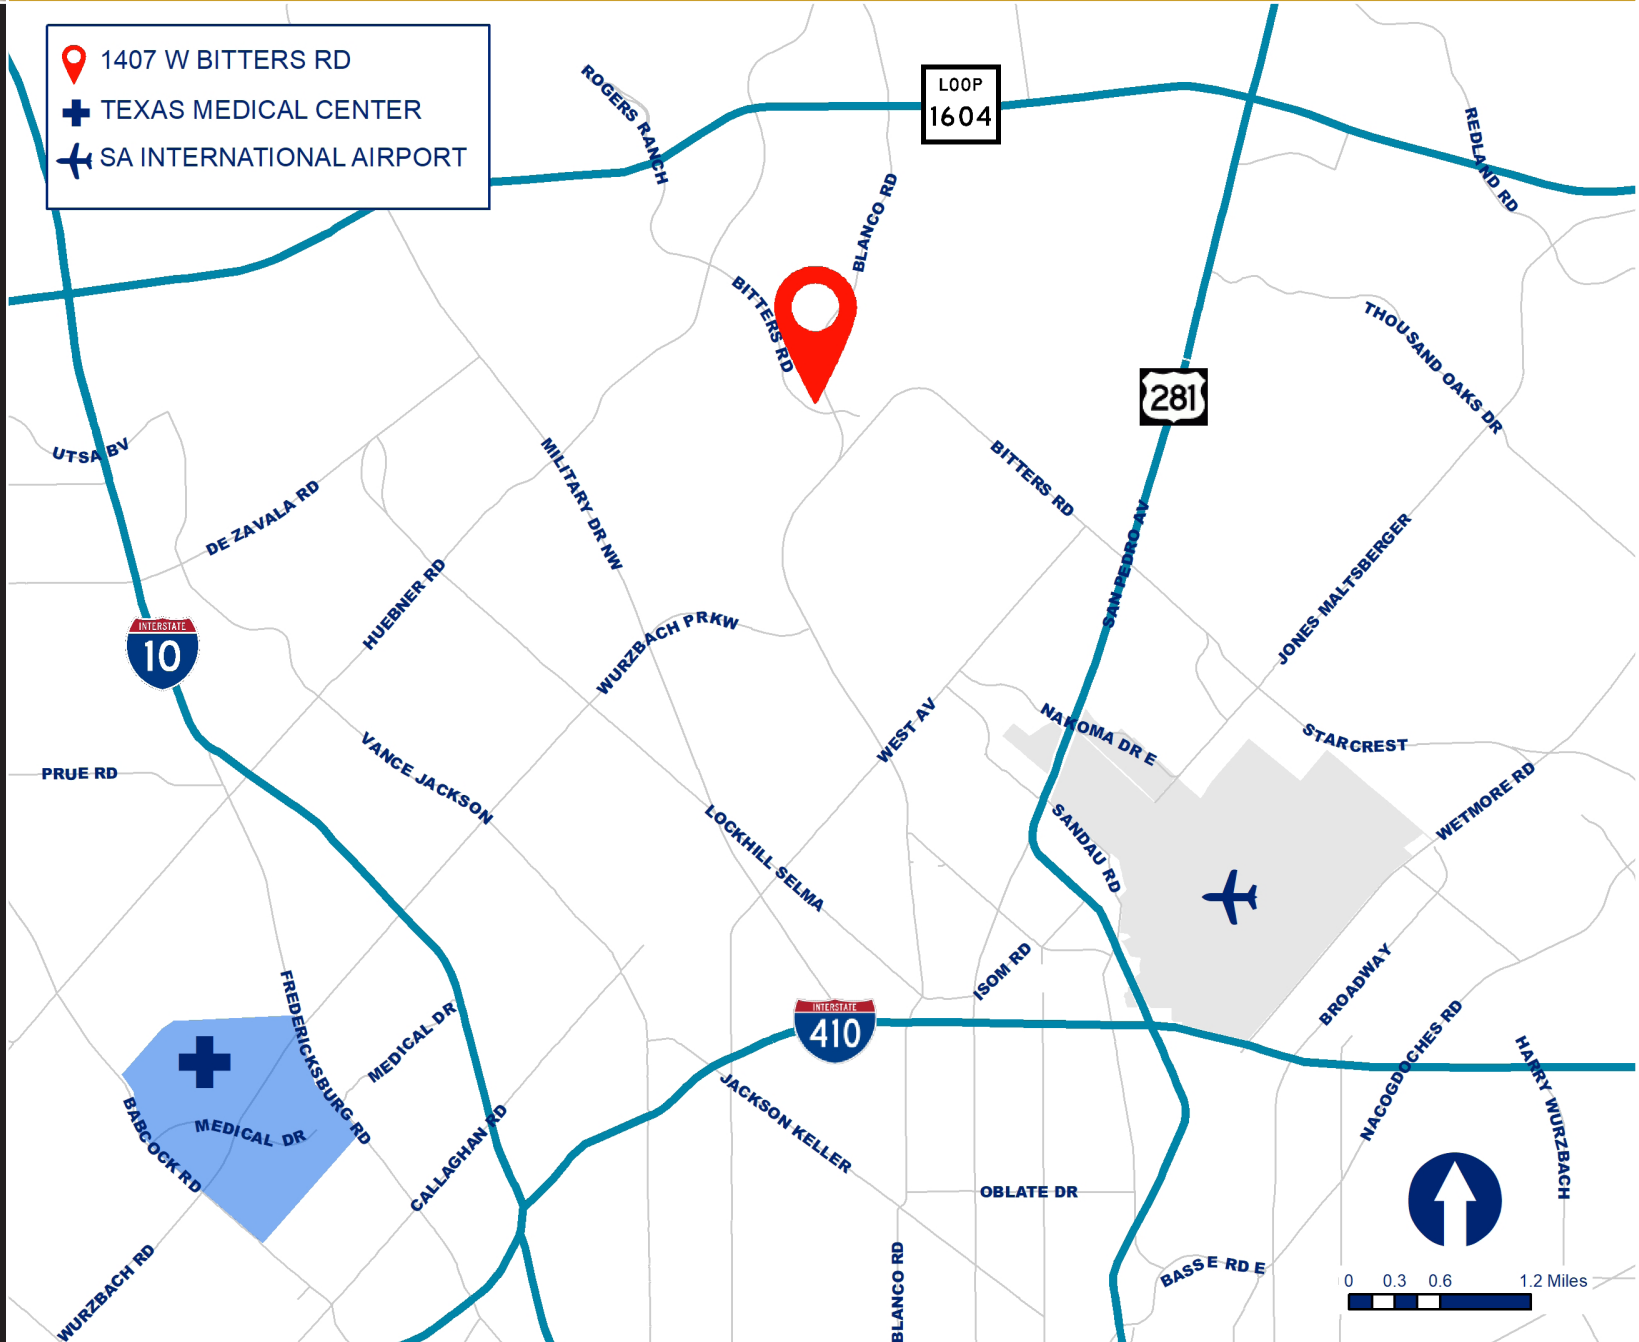 1407 W BITTERS RD
TEXAS MEDICAL CENTER
SA INTERNATIONAL AIRPORT
ROGERS RANCH
LOOP
1604
REDLAND RD
BLANCO RD
BITTERS RD
THOUSAND OAKS DR
281
UTSA BV
DE ZAVALA RD
MILITARY DR NW
BITTERS RD
SAN PEDRO AV
JONES MALTSBERGER
HUEBNER RD
INTERSTATE
10
WURZBACH PRKW
WEST AV
NAKOMA DR E
STARCREST
PRUE RD
VANCE JACKSON
WETMORE RD
LOCKHILL SELMA
SANDAU RD
ISOM RD
BROADWAY
FREDERICKSBURG RD
MEDICAL DR
INTERSTATE
410
NACOGDOCHES RD
HARRY WURZBACH
JACKSON KELLER
BABCOCK RD
MEDICAL DR
CALLAGHAN RD
OBLATE DR
WURZBACH RD
BLANCO RD
BASSE RD E
0 0.3 0.6 1.2 Miles